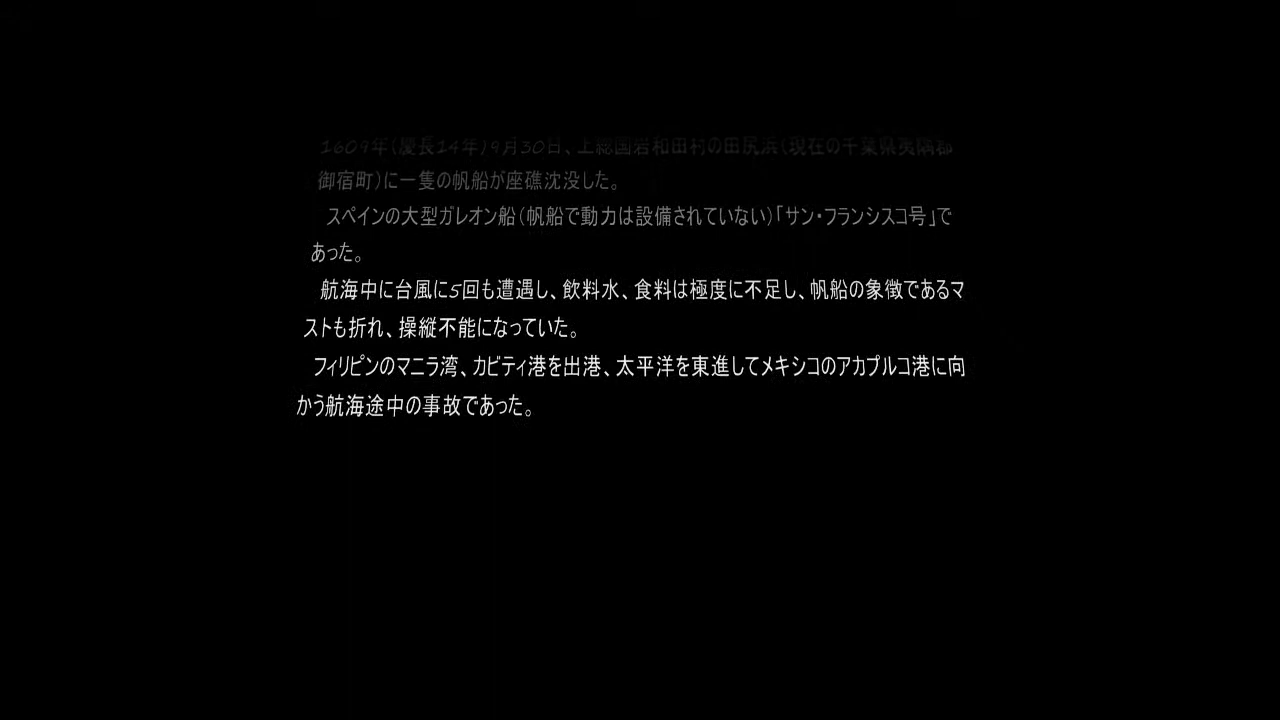 1609年(慶長14年)9月30日、上総国岩和田村の田尻浜(現在の千葉県夷隅郡
御宿町)に一隻の帆船が座礁沈没した。
スペインの大型ガレオン船(帆船で動力は設備されていない)「サン・フランシスコ号」で
あった。
航海中に台風に5回も遭遇し、飲料水、食料は極度に不足し、帆船の象徴であるマ
ストも折れ、操縦不能になっていた。
フィリピンのマニラ湾、カビティ港を出港、太平洋を東進してメキシコのアカプルコ港に向
かう航海途中の事故であった。